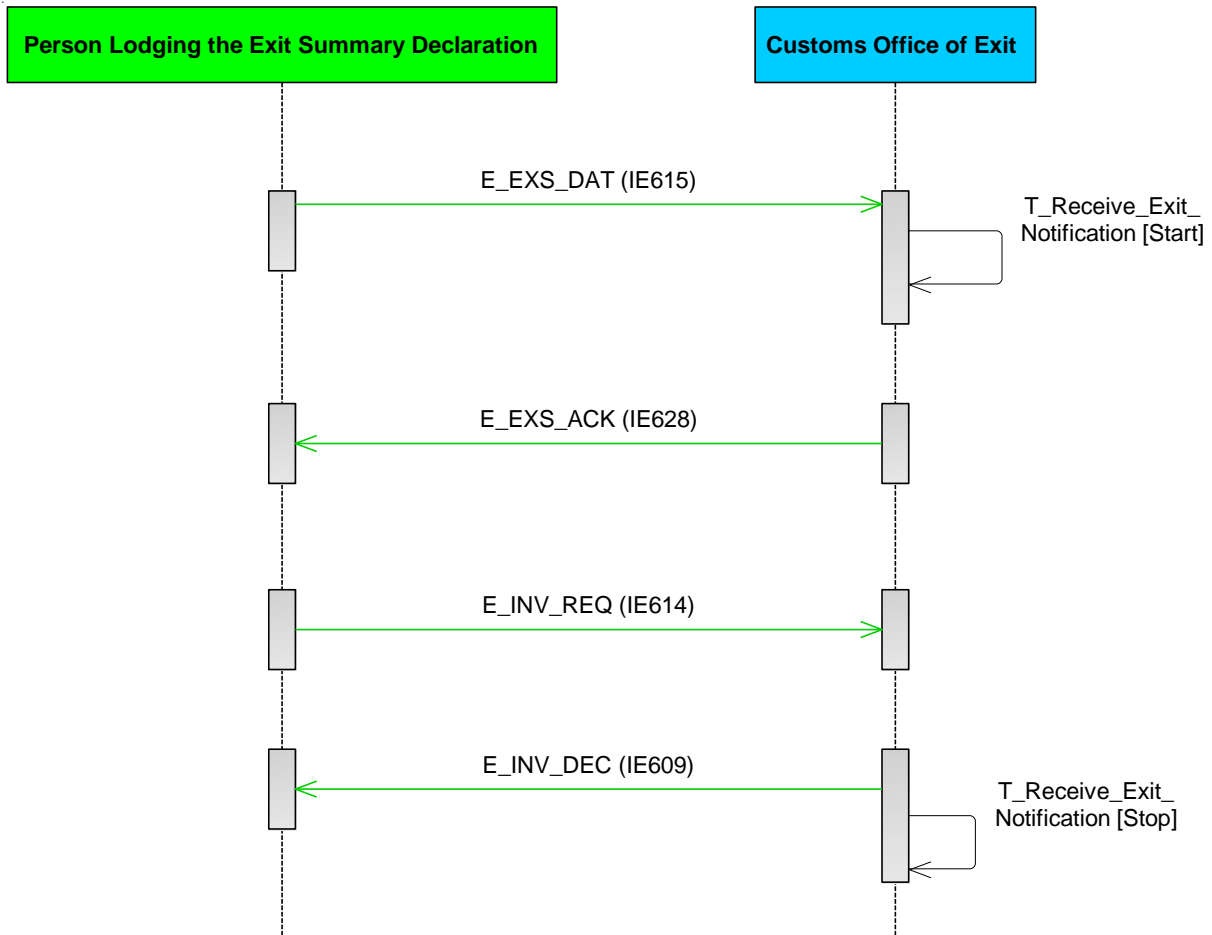 Person Lodging the Exit Summary Declaration
Customs Office of Exit
E_EXS_DAT (IE615)
T_Receive_Exit_
Notification [Start]
E_EXS_ACK (IE628)
E_INV_REQ (IE614)
E_INV_DEC (IE609)
T_Receive_Exit_
Notification [Stop]